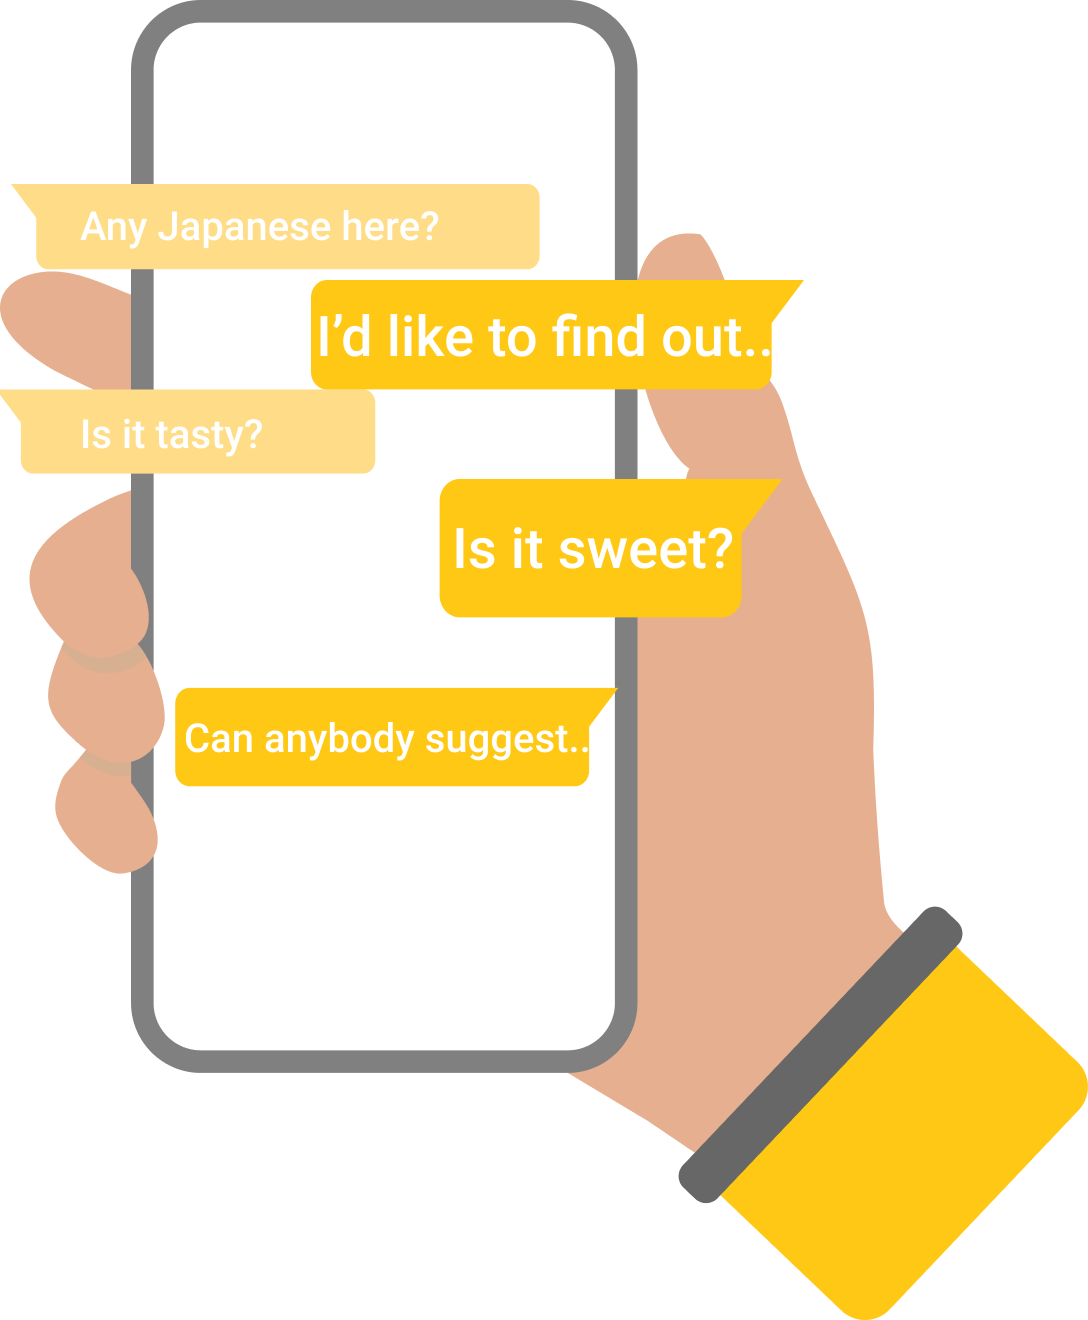 Any Japanese here?
I’d like to find out..
Is it tasty?
Is it sweet?
Can anybody suggest..